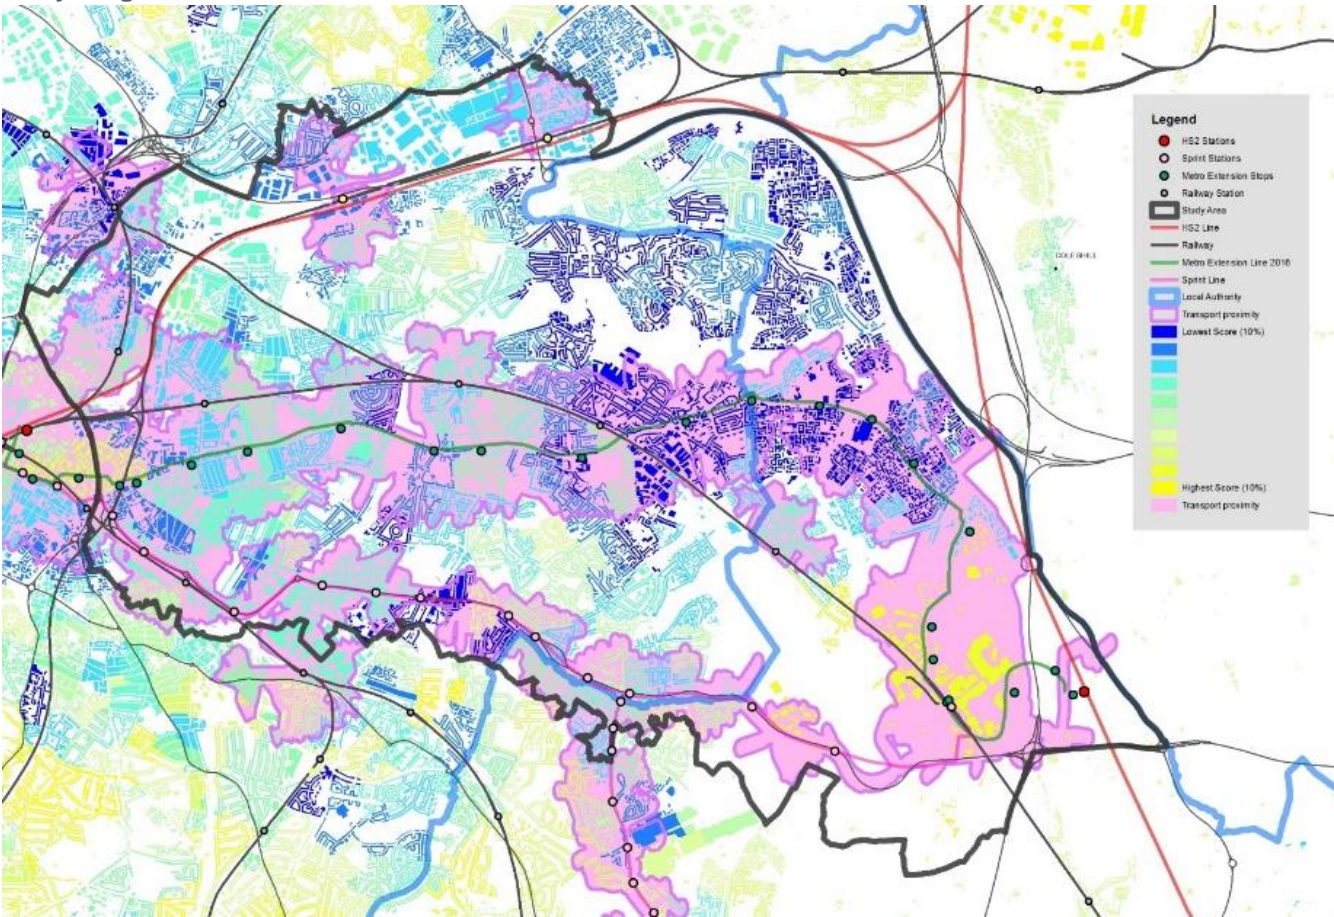 COLESHILL
Legend
HS2 Stations
Sprint Stations
Metro Extension Stops
Railway Station
Study Area
HS2 Line
Railway
Metro Extension Line 2016
Sprint Line
Local Authority
Transport proximity
Lowest Score (10%)
Highest Score (10%)
Transport proximity